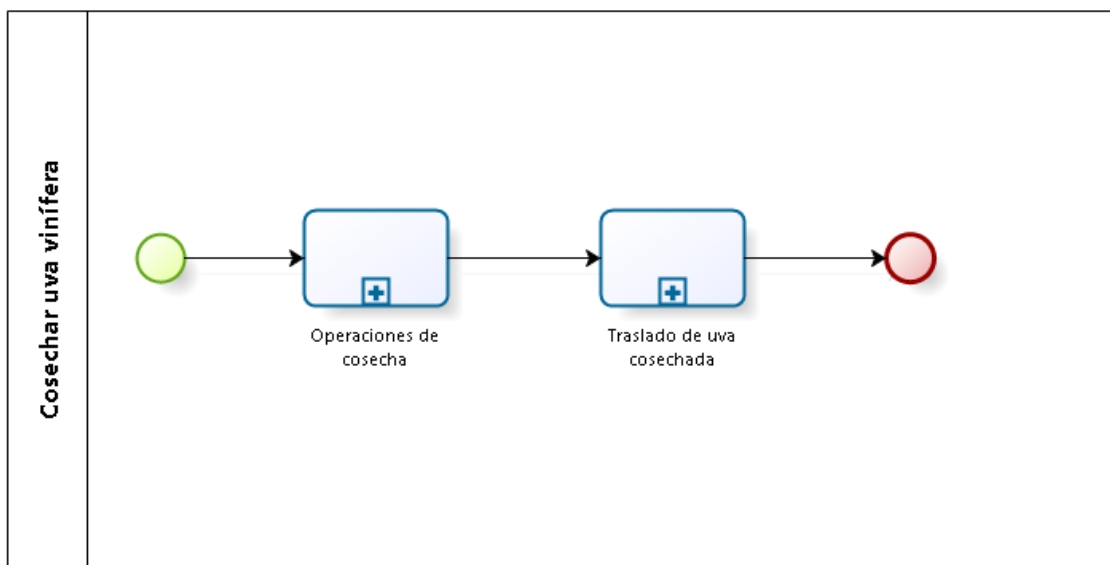 Cosechar uva vinífera
Operaciones de
cosecha
Traslado de uva
cosechada